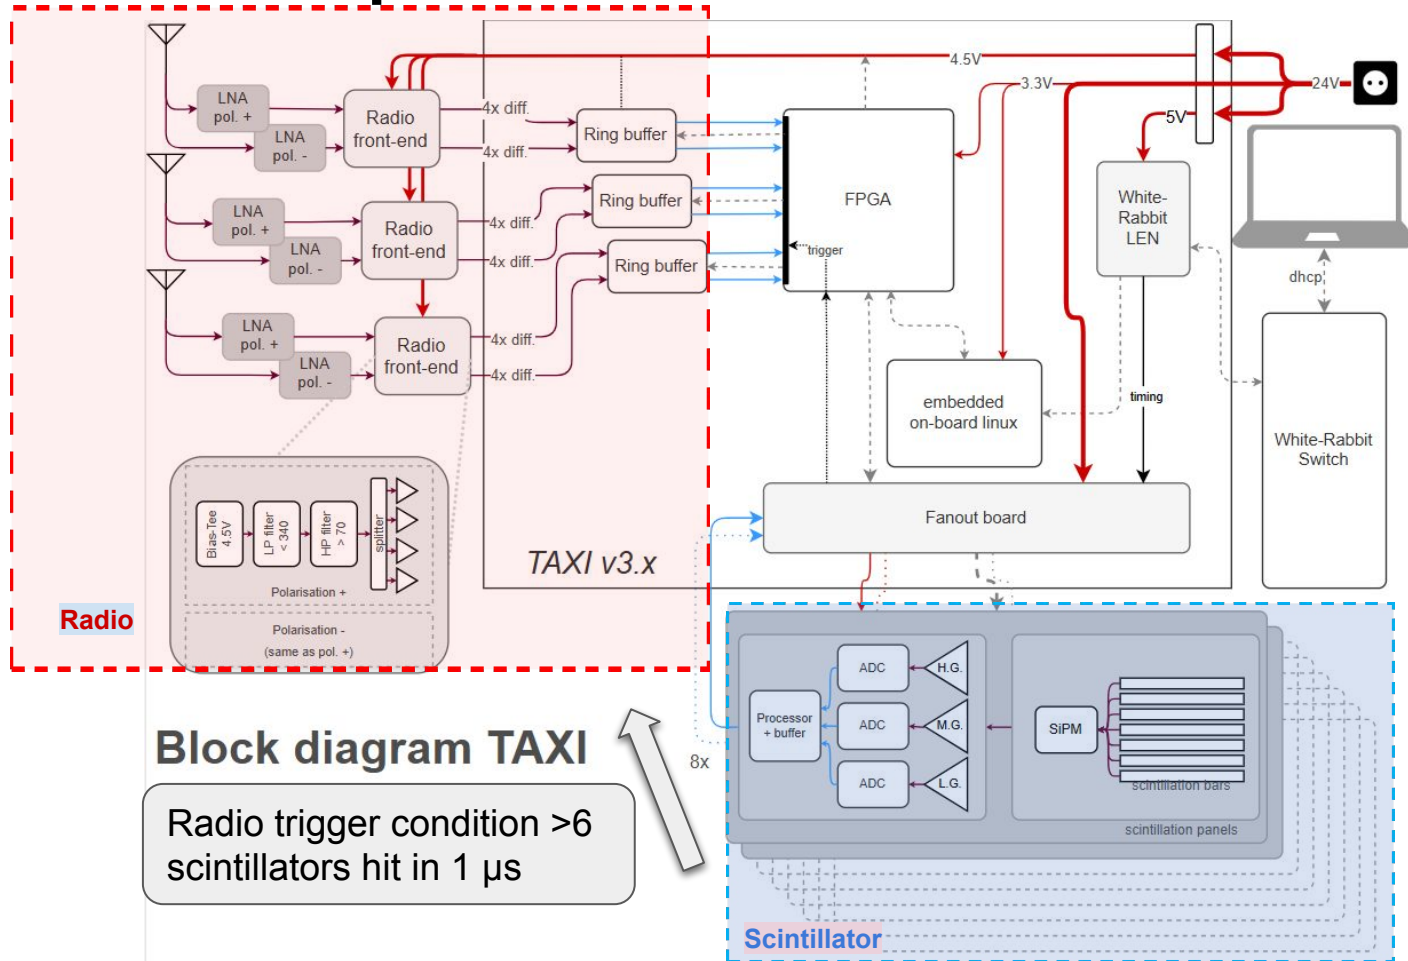 4.5V
3.3V
24V
5V
LNA
pol. +
LNA
pol. -
Radio
front-end
4x diff.
4x diff.
Ring buffer
LNA
pol. +
LNA
pol. -
Radio
front-end
4x diff.
4x diff.
Ring buffer
LNA
pol. +
LNA
pol. -
Radio
front-end
4x diff.
4x diff.
Ring buffer
FPGA
trigger
White-
Rabbit
LEN
dhcp
embedded
on-board linux
timing
White-Rabbit
Switch
Fanout board
TAXI v3.x
Bias-Tee
4.5V
LP filter
< 340
HP filter
> 70
splitter
Polarisation +
Polarisation -
(same as pol. +)
Radio
Block diagram TAXI
Radio trigger condition >6
scintillators hit in 1 μs
8x
Processor
+ buffer
ADC
H.G.
ADC
M.G.
ADC
L.G.
SiPM
scintillation bars
scintillation panels
Scintillator